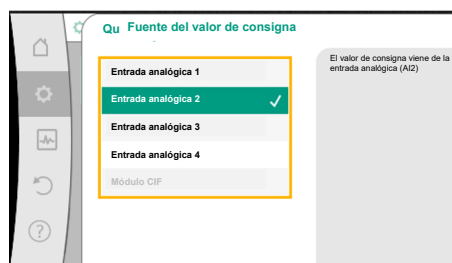 Qu Fuente del valor de consigna
Entrada analógica 1
Entrada analógica 2
Entrada analógica 3
Entrada analógica 4
Módulo CIF
El valor de consigna viene de la
entrada analógica (AI2)
?